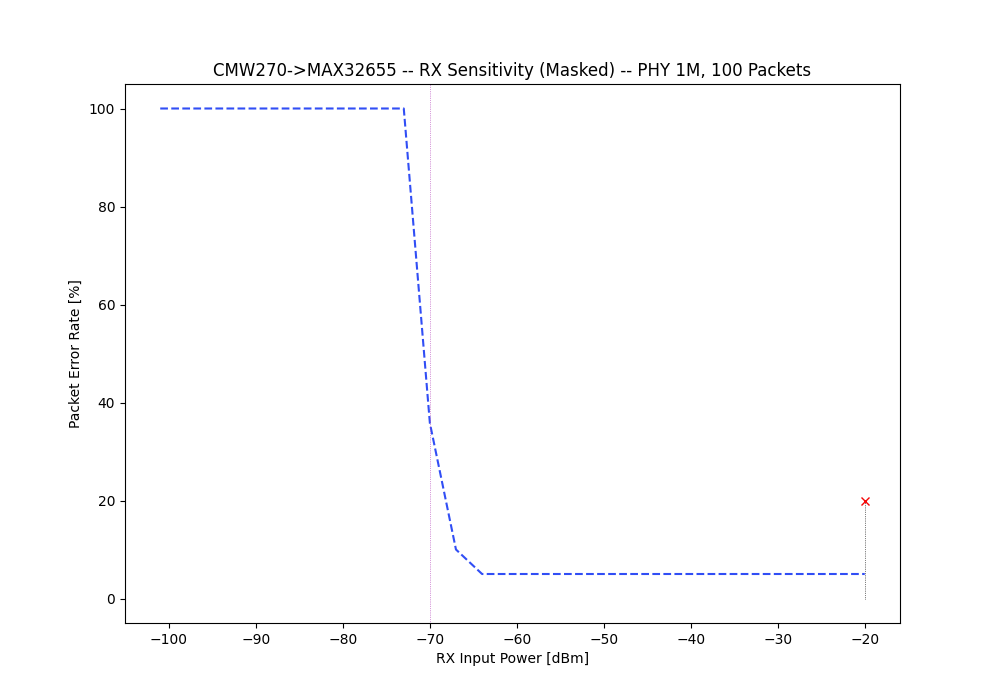 CMW270->MAX32655 -- RX Sensitivity (Masked) -- PHY 1M, 100 Packets
Packet Error Rate [%]
100
80
60
40
20
0
−100 −90 −80 −70 −60 −50 −40 −30 −20
RX Input Power [dBm]